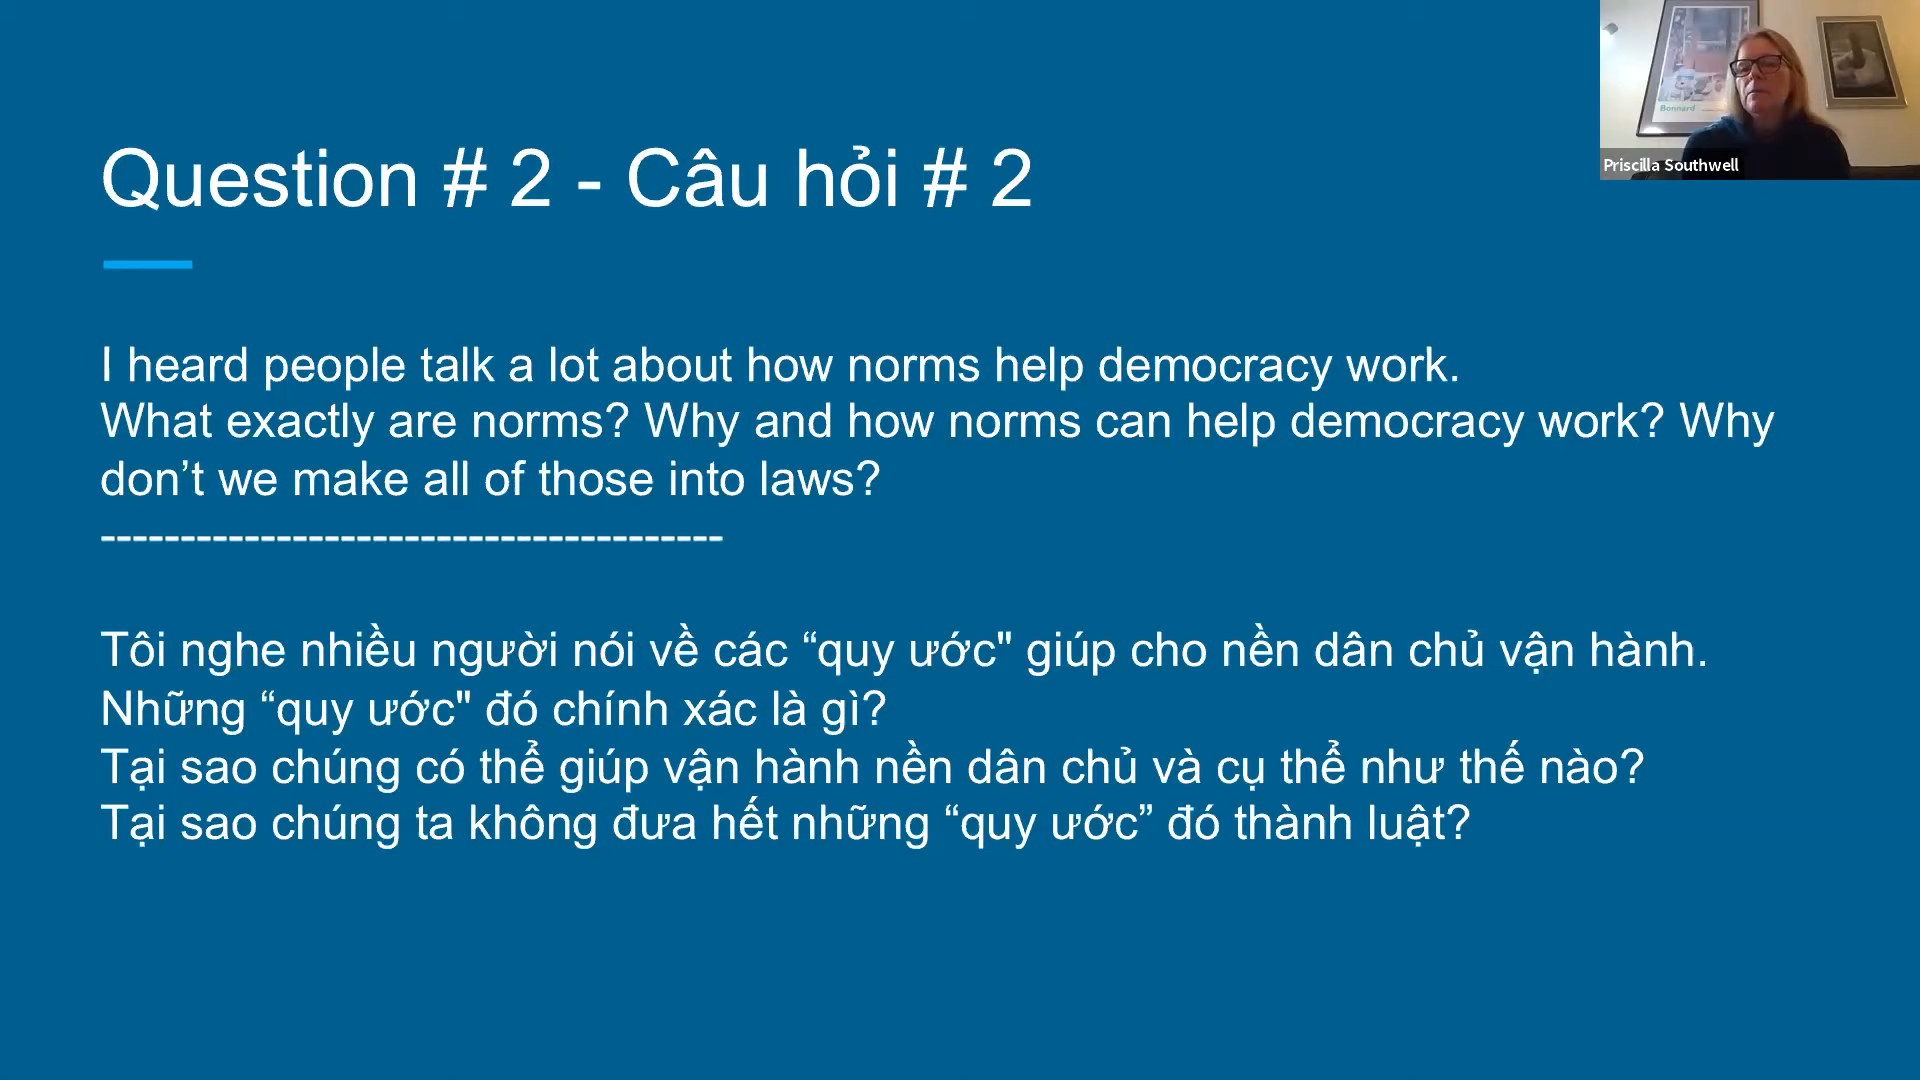 Question # 2 - Câu hỏi # 2
I heard people talk a lot about how norms help democracy work.
What exactly are norms? Why and how norms can help democracy work? Why
don’t we make all of those into laws?
---------------------------------------
Tôi nghe nhiều người nói về các “quy ước" giúp cho nền dân chủ vận hành.
Những “quy ước" đó chính xác là gì?
Tại sao chúng có thể giúp vận hành nền dân chủ và cụ thể như thế nào?
Tại sao chúng ta không đưa hết những “quy ước” đó thành luật?
Bonnard
Priscilla Southwell